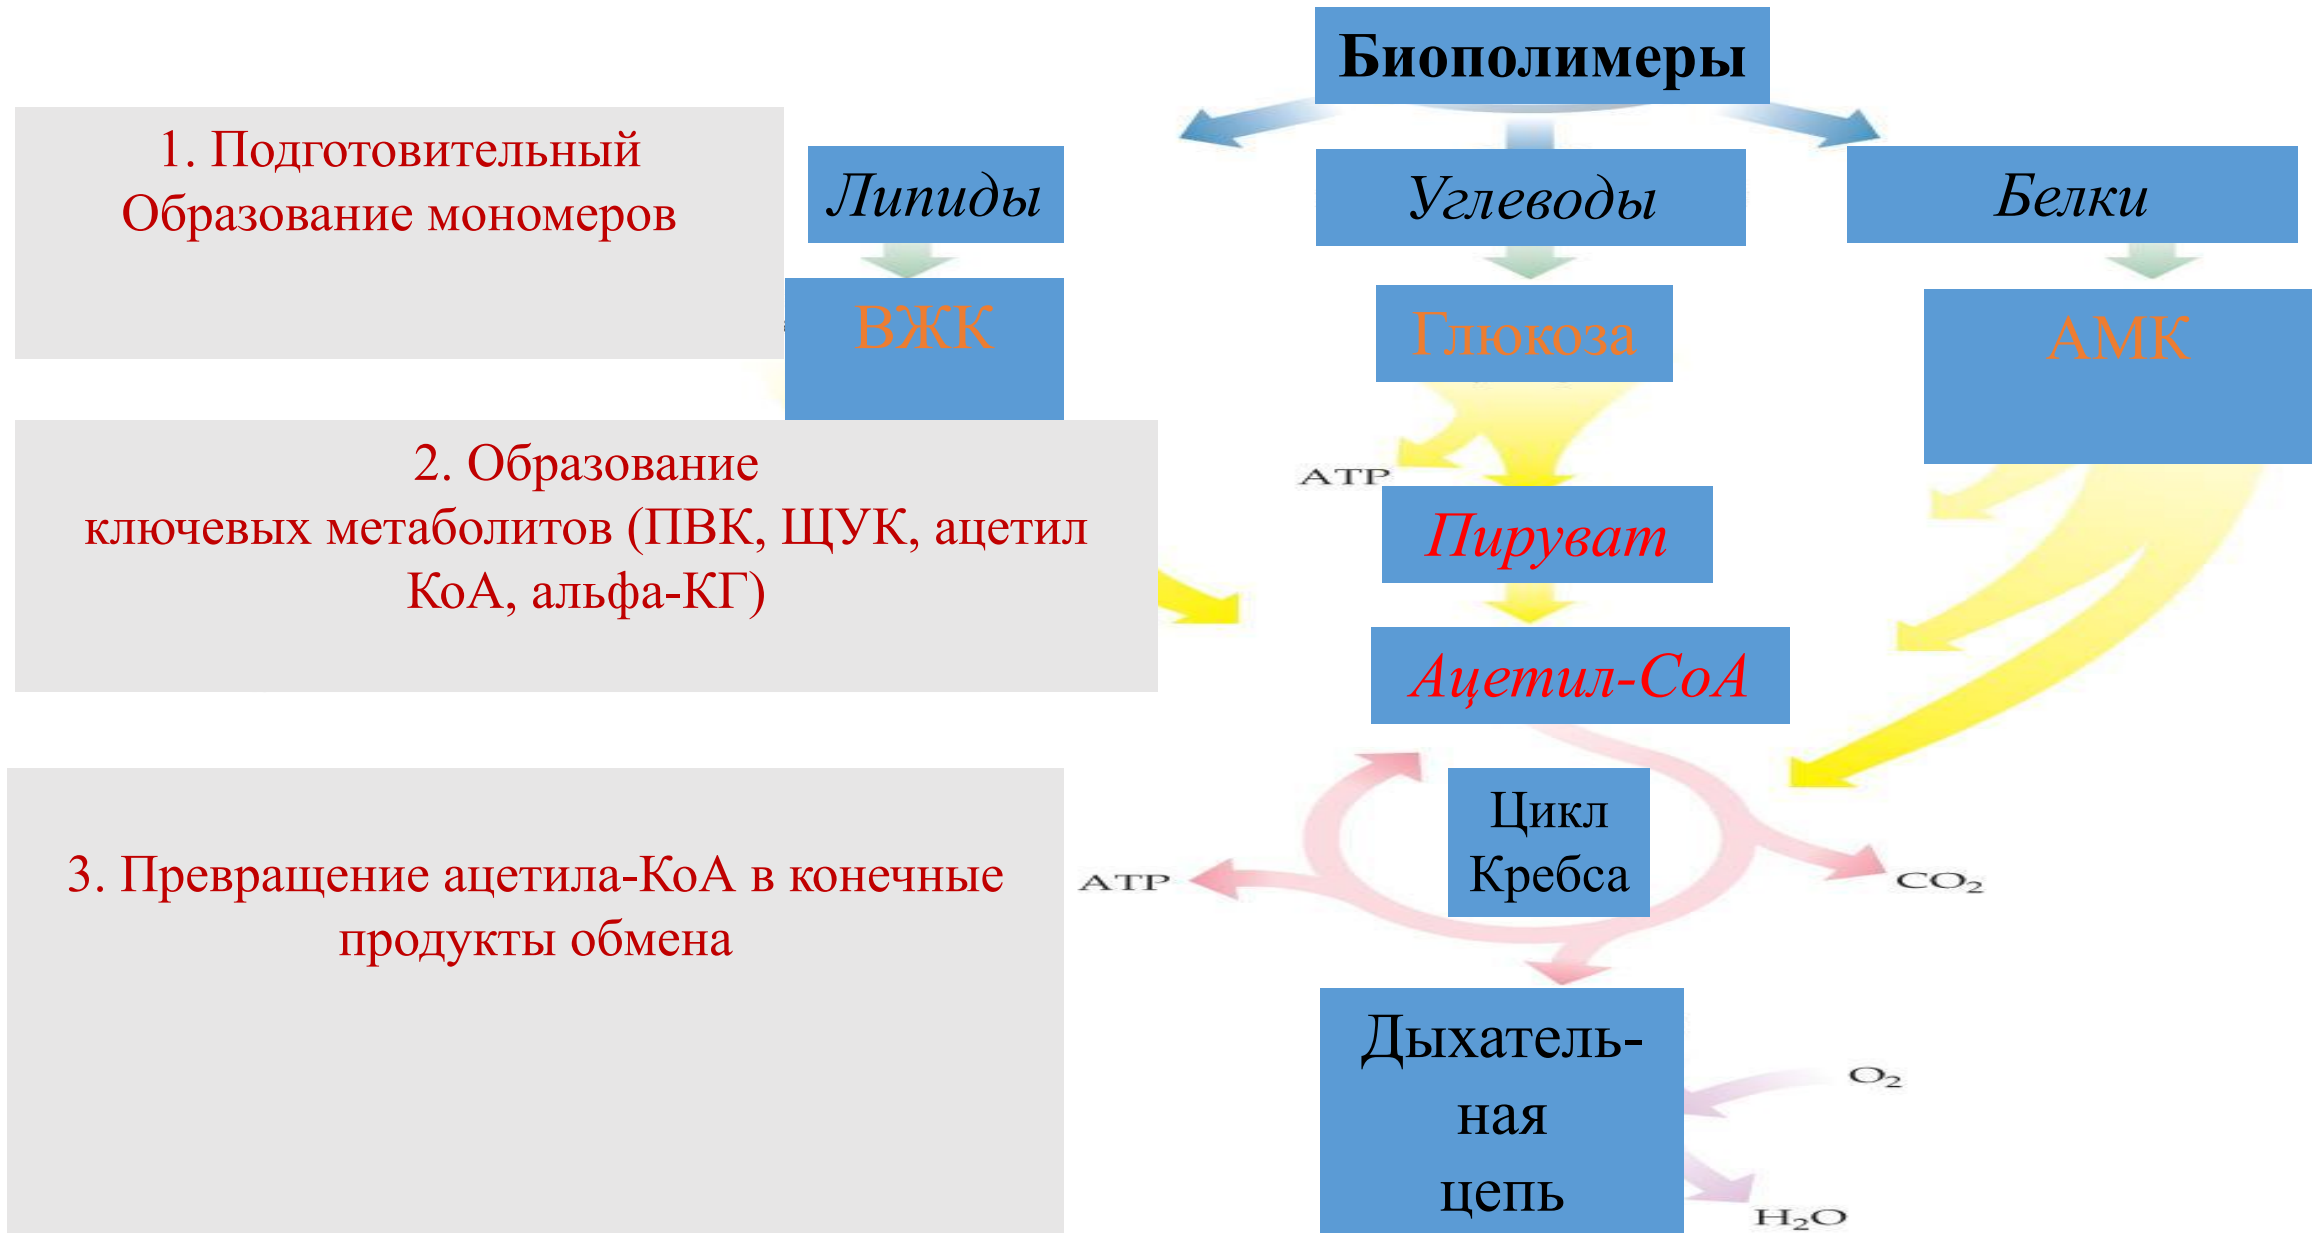 Биополимеры
1. Подготовительный
Образование мономеров
Липиды
Углеводы
Белки
ВЖК
Глюкоза
АМК
2. Образование
ключевых метаболитов (ПВК, ЩУК, ацетил
КоА, альфа-КГ)
ATP
Пируват
Ацетил-СоА
3. Превращение ацетила-КоА в конечные
продукты обмена
Цикл
Кребса
ATP
CO₂
Дыхатель-
ная
цепь
O₂
H₂O